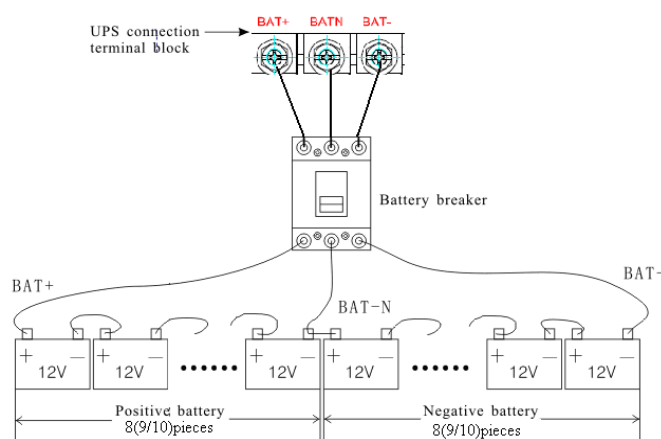 BAT+ BATN BAT-
UPS connection
terminal block
Battery breaker
BAT+
BAT-
BAT-N
+ − + − + − + − + − + −
12V 12V •••••• 12V 12V •••••• 12V 12V
Positive battery
8(9/10)pieces
Negative battery
8(9/10)pieces